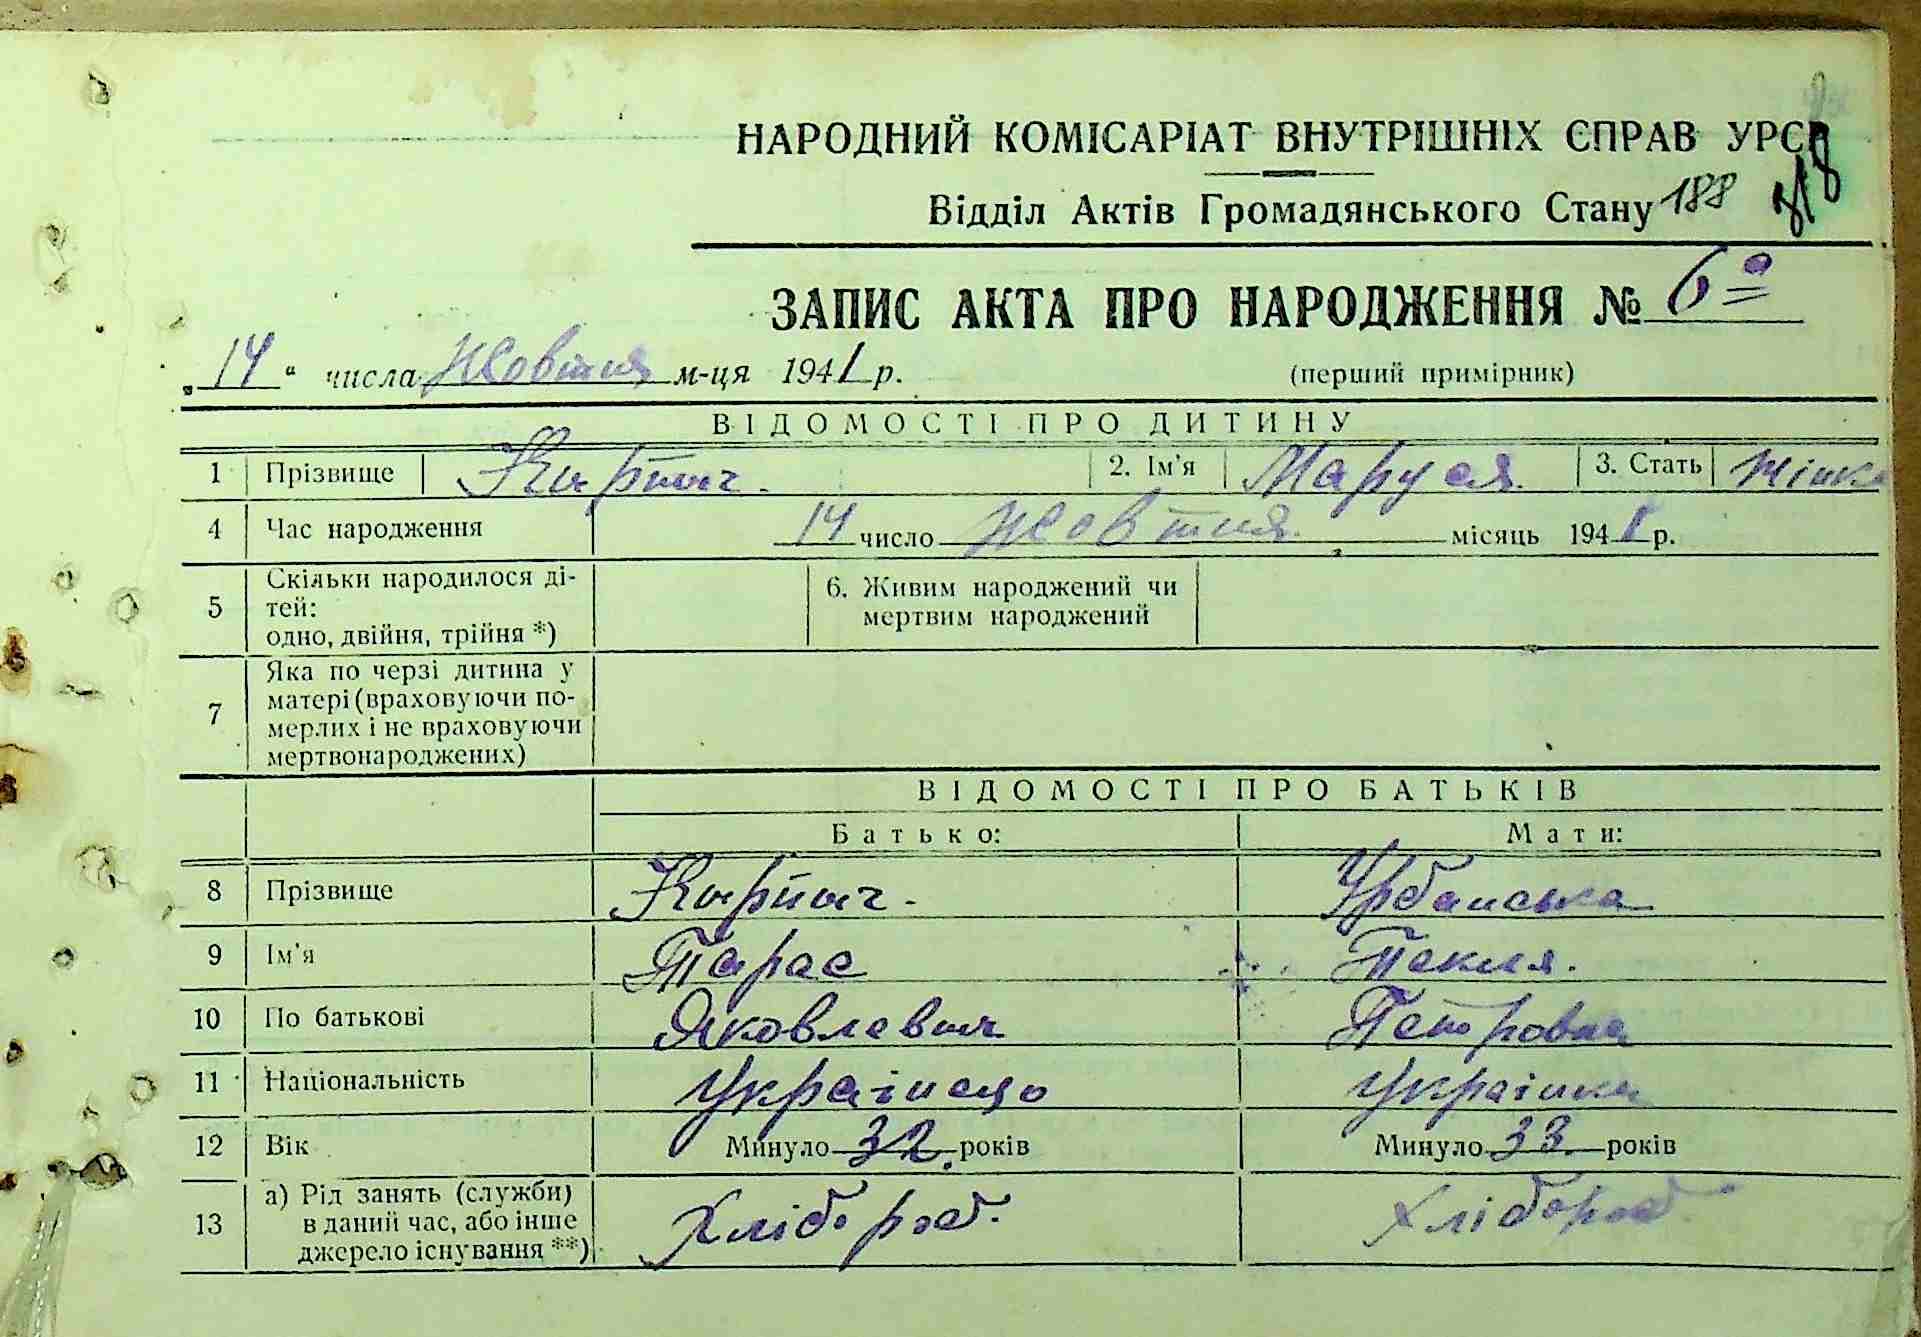 НАРОДНИЙ КОМІСАРІАТ ВНУТРІШНІХ СПРАВ УРСР
Відділ Актів Громадянського Стану 188
ЗАПИС АКТА ПРО НАРОДЖЕННЯ № 6
„14“ числа Жовтня м-ця 1941 р. (перший примірник)
ВІДОМОСТІ ПРО ДИТИНУ
1 Прізвище Кирпич. 2. Ім'я Маруся 3. Стать жінка
4 Час народження 14 число Жовтня місяць 1941 р.
5 Скільки народилося ді-
тей:
одно, двійня, трійня *)
6. Живим народжений чи
мертвим народжений
7 Яка по черзі дитина у
матері (враховуючи по-
мерлих і не враховуючи
мертвонароджених)
ВІДОМОСТІ ПРО БАТЬКІВ
Батько: Мати:
8 Прізвище Кирпич. Урбанська
9 Ім'я Тарас Текля.
10 По батькові Яковлевич Петровна
11 Національність Українець Українка
12 Вік Минуло 32. років Минуло 33. років
13 а) Рід занять (служби)
в даний час, або інше
джерело існування **)
Хлібороб. Хлібороб